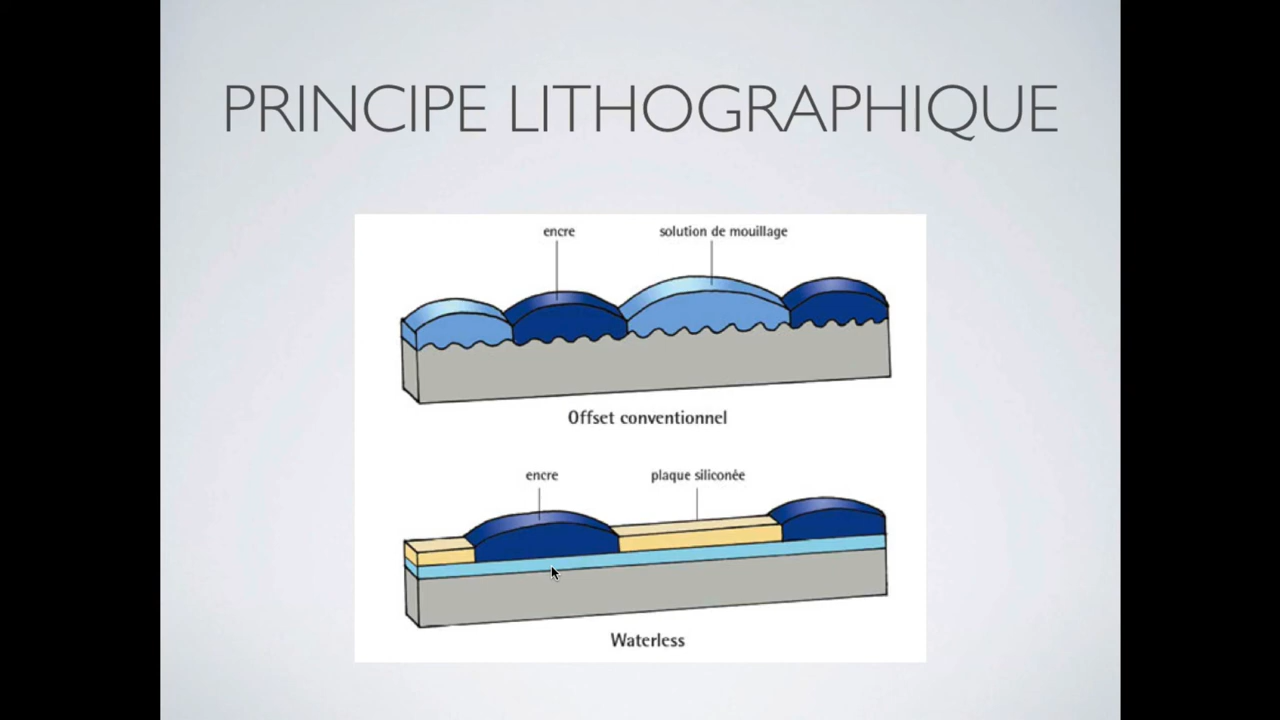 PRINCIPE LITHOGRAPHIQUE
encre
solution de mouillage
Offset conventionnel
encre
plaque siliconée
Waterless